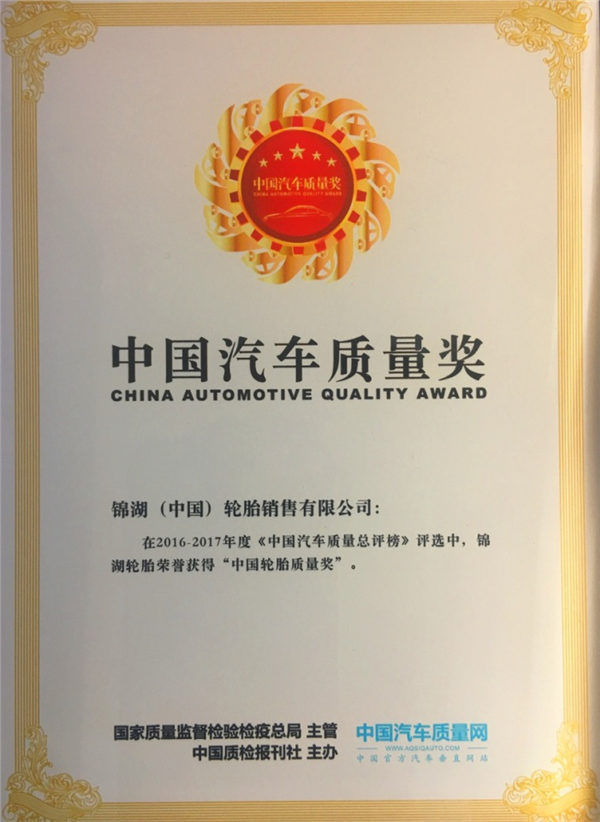 中国汽车质量奖
CHINA AUTOMOTIVE QUALITY AWARD
中国汽车质量奖
CHINA AUTOMOTIVE QUALITY AWARD
锦湖（中国）轮胎销售有限公司：
在2016-2017年度《中国汽车质量总评榜》评选中，锦
湖轮胎荣誉获得“中国轮胎质量奖”。
国家质量监督检验检疫总局 主管
中国质检报刊社 主办
中国汽车质量网
WWW.AQSIQAUTO.COM
中国官方汽车垂直网站